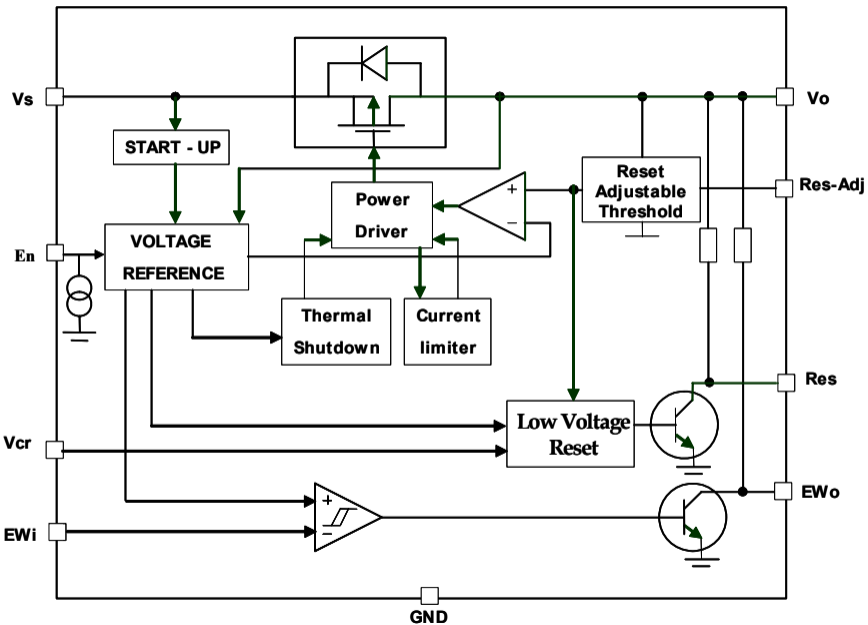 Vs
Vo
START - UP
Reset
Adjustable
Threshold
Res-Adj
Power
Driver
+
−
En
VOLTAGE
REFERENCE
Thermal
Shutdown
Current
limiter
Res
Low Voltage
Reset
Vcr
EWo
+
−
EWi
GND